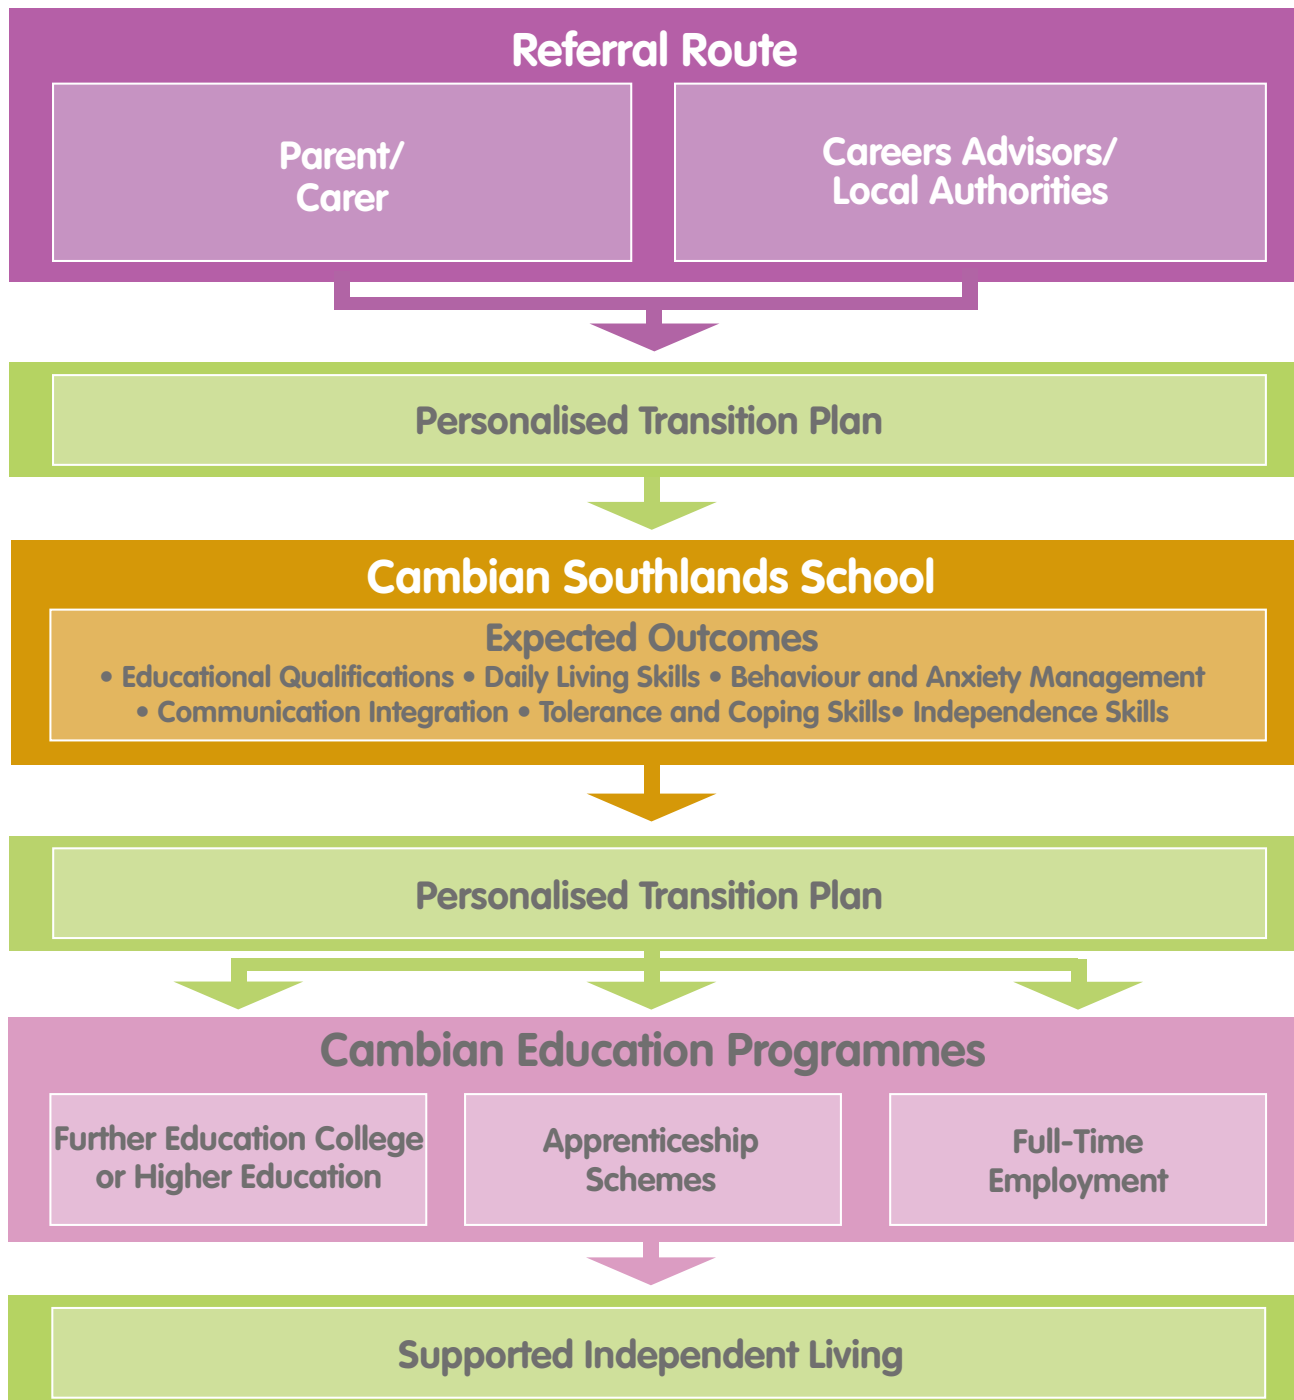 Referral Route
Parent/
Carer
Careers Advisors/
Local Authorities
Personalised Transition Plan
Cambian Southlands School
Expected Outcomes
• Educational Qualifications • Daily Living Skills • Behaviour and Anxiety Management
• Communication Integration • Tolerance and Coping Skills• Independence Skills
Personalised Transition Plan
Cambian Education Programmes
Further Education College
or Higher Education
Apprenticeship
Schemes
Full-Time
Employment
Supported Independent Living